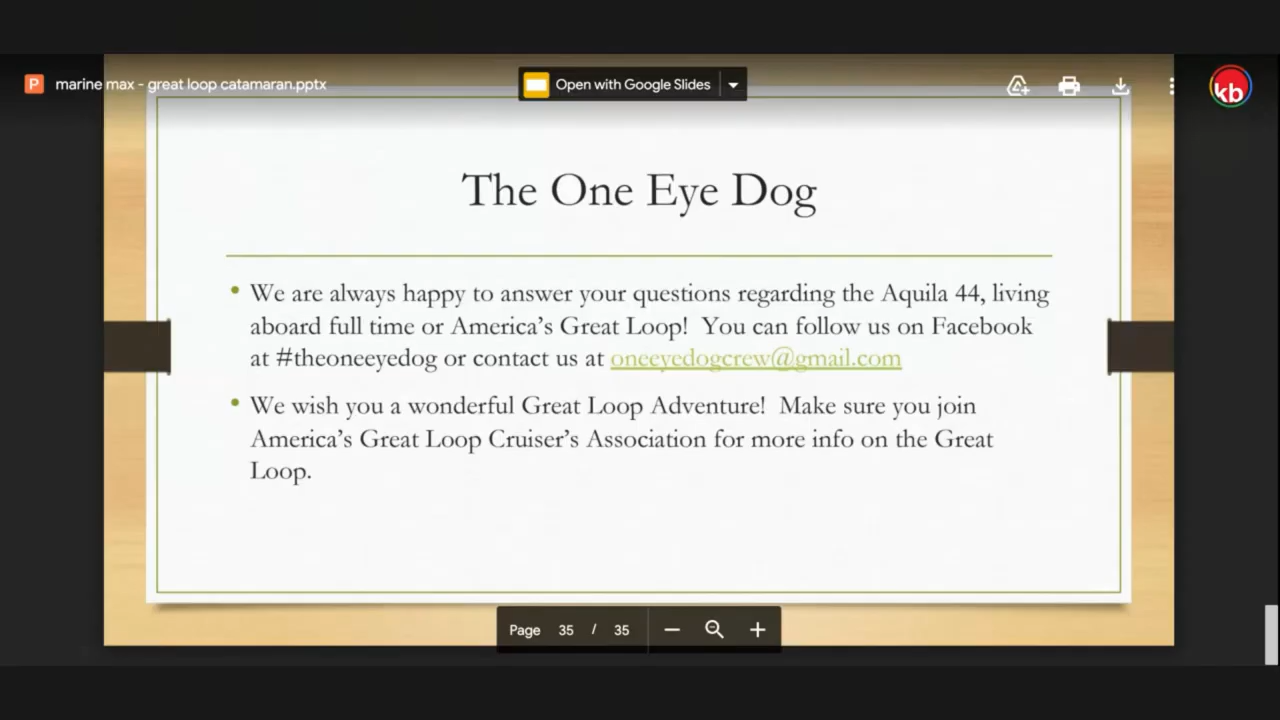 P marine max - great loop catamaran.pptx Open with Google Slides kb
The One Eye Dog
• We are always happy to answer your questions regarding the Aquila 44, living
aboard full time or America's Great Loop! You can follow us on Facebook
at #theoneeyedog or contact us at oneeyedogcrew@gmail.com
• We wish you a wonderful Great Loop Adventure! Make sure you join
America's Great Loop Cruiser's Association for more info on the Great
Loop.
Page 35 / 35